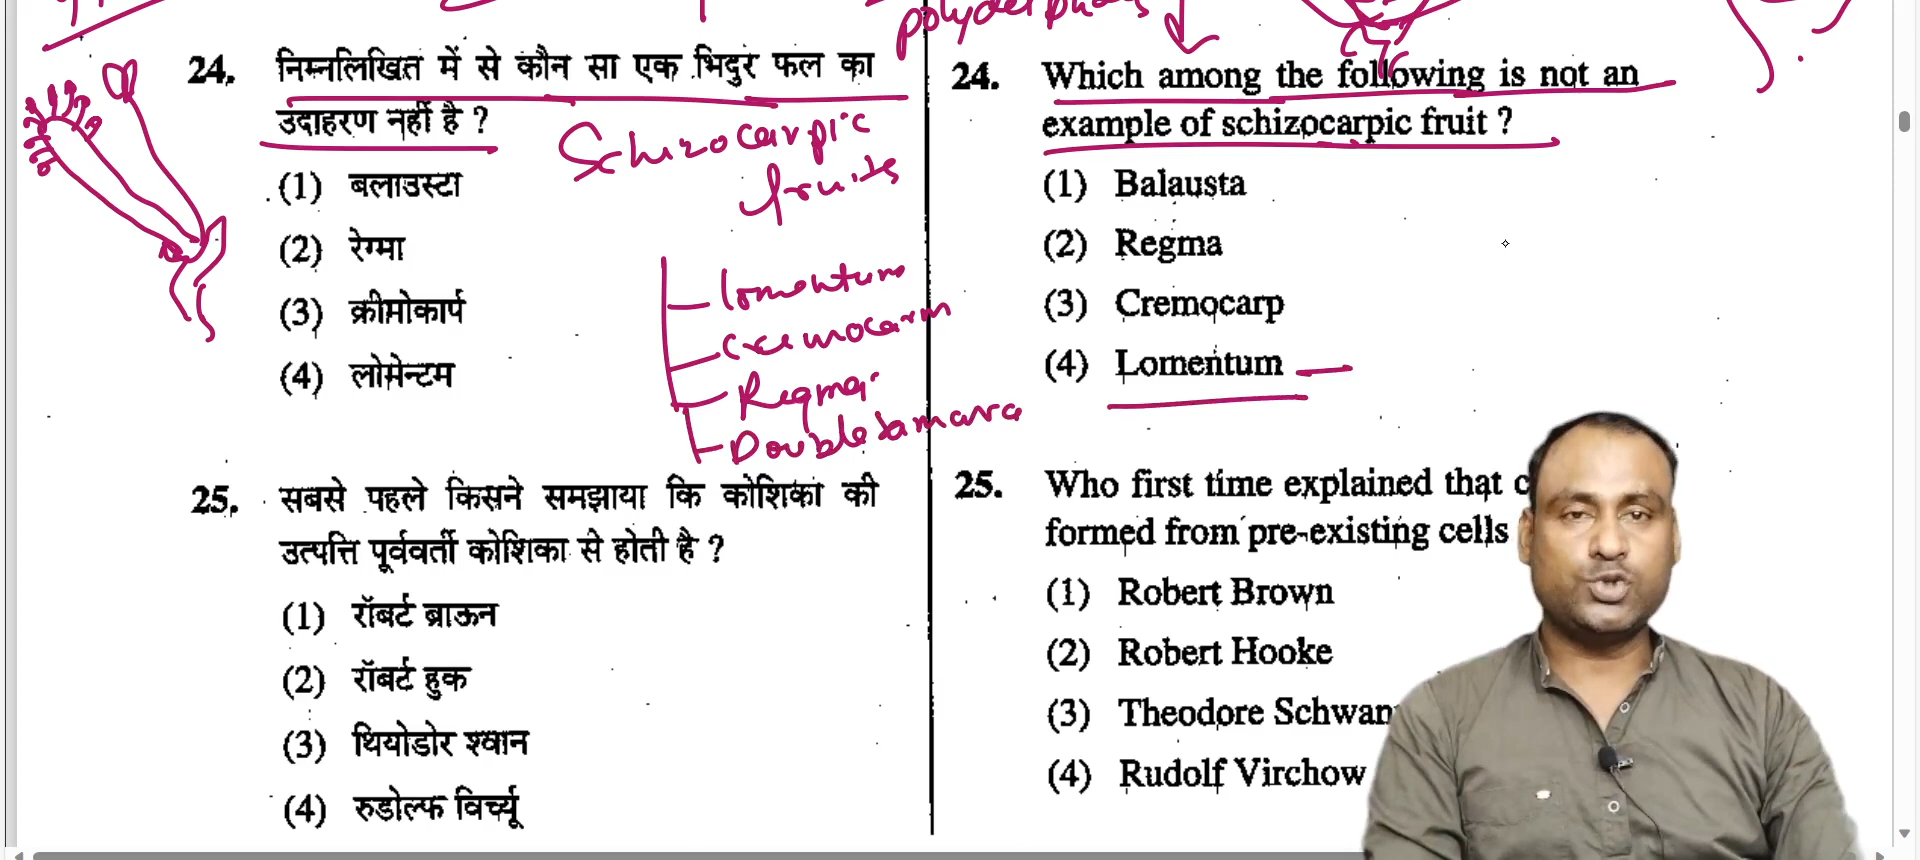 24. निम्नलिखित में से कौन सा एक भिदुर फल का
उदाहरण नहीं है ?
(1) बलाउस्टा
(2) रेग्मा
(3) क्रीमोकार्प
(4) लोमेन्टम
Schizocarpic
fruits
lomentum
Cremocarm
Regma
Double samara
25. सबसे पहले किसने समझाया कि कोशिका की
उत्पत्ति पूर्ववर्ती कोशिका से होती है ?
(1) रॉबर्ट ब्राऊन
(2) रॉबर्ट हुक
(3) थियोडोर श्वान
(4) रुडोल्फ विर्च्यू
24. Which among the following is not an
example of schizocarpic fruit ?
(1) Balausta
(2) Regma
(3) Cremocarp
(4) Lomentum
25. Who first time explained that c
formed from pre-existing cells
(1) Robert Brown
(2) Robert Hooke
(3) Theodore Schwan
(4) Rudolf Virchow